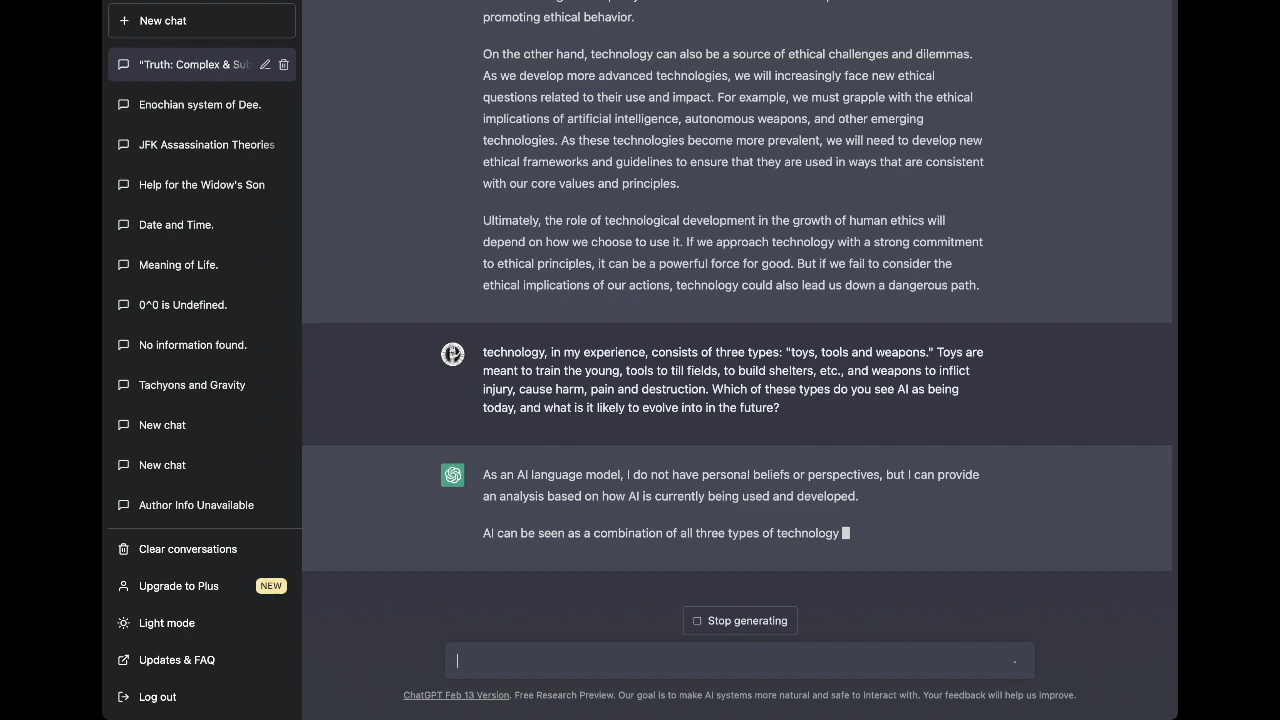 New chat
"Truth: Complex & Sub
Enochian system of Dee.
JFK Assassination Theories
Help for the Widow's Son
Date and Time.
Meaning of Life.
0^0 is Undefined.
No information found.
Tachyons and Gravity
New chat
New chat
Author Info Unavailable
Clear conversations
Upgrade to Plus NEW
Light mode
Updates & FAQ
Log out
promoting ethical behavior.
On the other hand, technology can also be a source of ethical challenges and dilemmas.
As we develop more advanced technologies, we will increasingly face new ethical
questions related to their use and impact. For example, we must grapple with the ethical
implications of artificial intelligence, autonomous weapons, and other emerging
technologies. As these technologies become more prevalent, we will need to develop new
ethical frameworks and guidelines to ensure that they are used in ways that are consistent
with our core values and principles.
Ultimately, the role of technological development in the growth of human ethics will
depend on how we choose to use it. If we approach technology with a strong commitment
to ethical principles, it can be a powerful force for good. But if we fail to consider the
ethical implications of our actions, technology could also lead us down a dangerous path.
technology, in my experience, consists of three types: "toys, tools and weapons." Toys are
meant to train the young, tools to till fields, to build shelters, etc., and weapons to inflict
injury, cause harm, pain and destruction. Which of these types do you see AI as being
today, and what is it likely to evolve into in the future?
As an AI language model, I do not have personal beliefs or perspectives, but I can provide
an analysis based on how AI is currently being used and developed.
AI can be seen as a combination of all three types of technology
Stop generating
ChatGPT Feb 13 Version. Free Research Preview. Our goal is to make AI systems more natural and safe to interact with. Your feedback will help us improve.